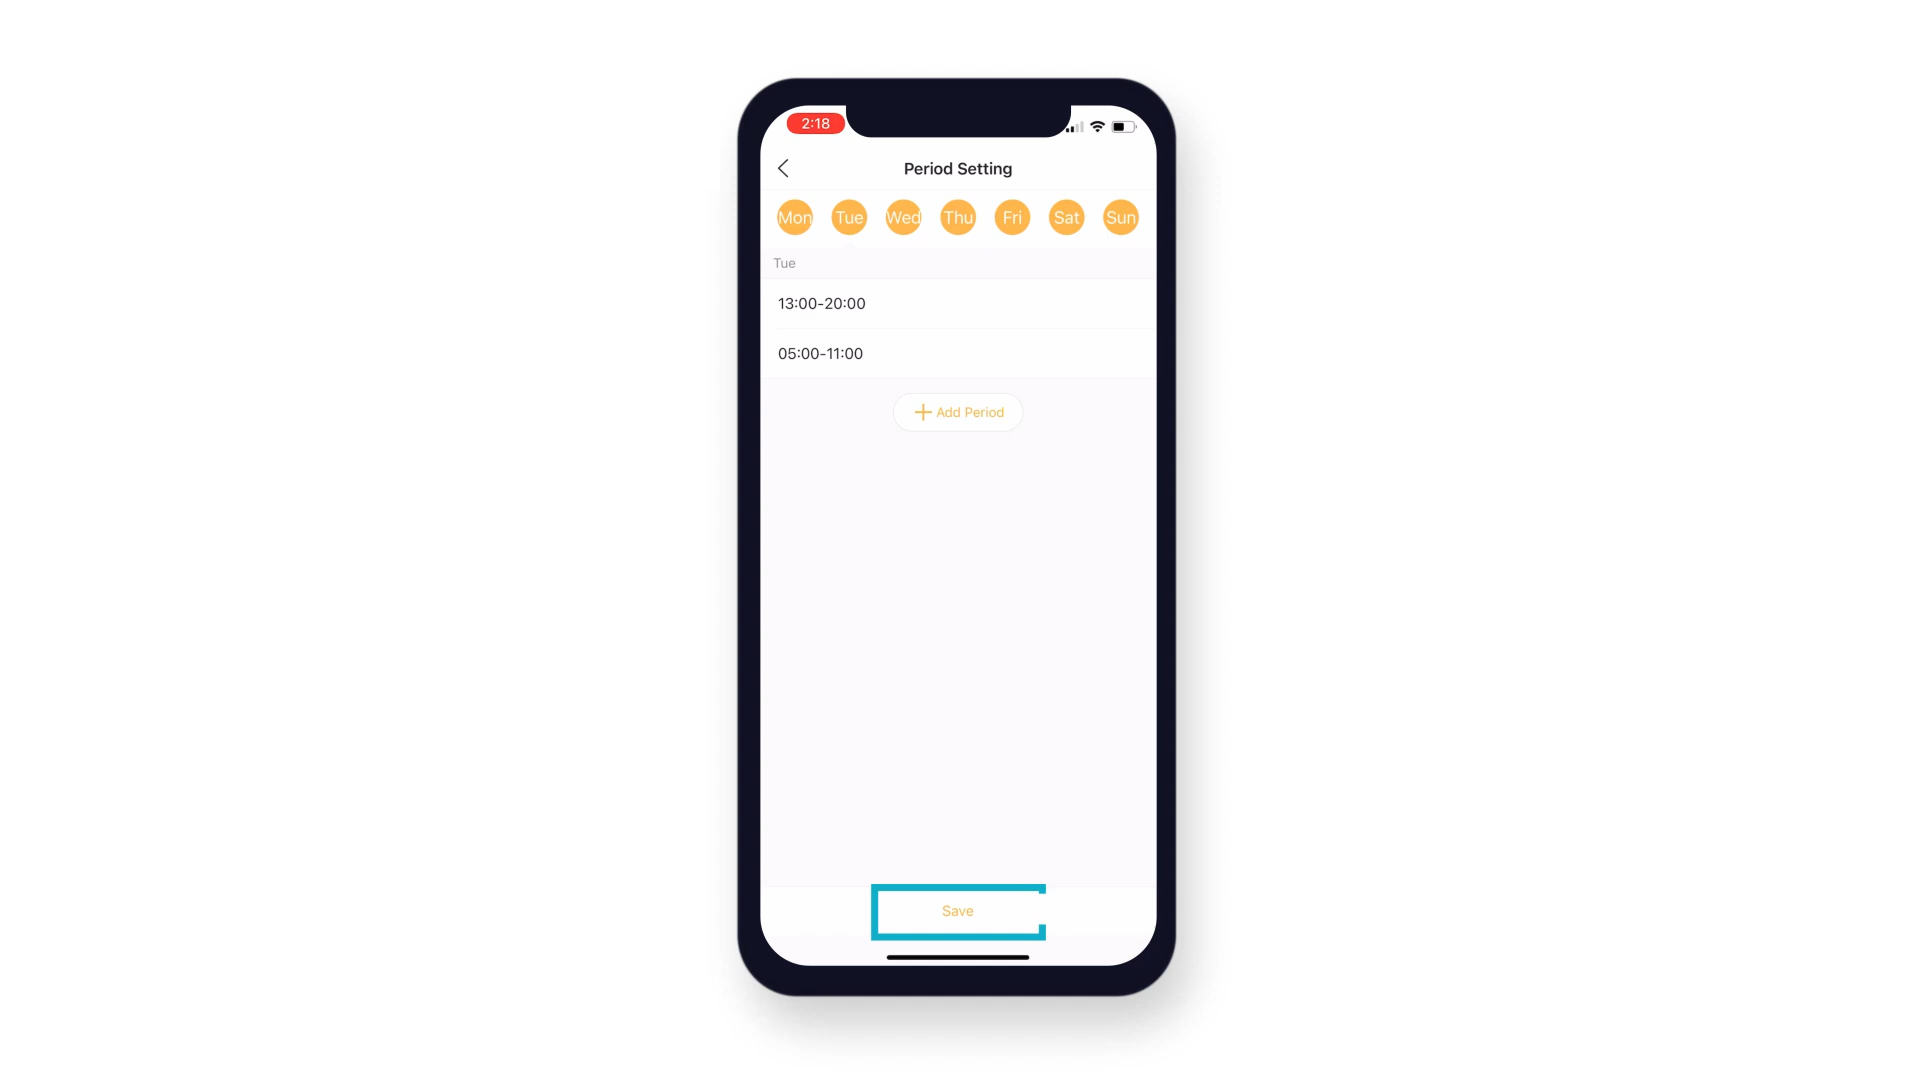 2:18
Period Setting
Mon Tue Wed Thu Fri Sat Sun
Tue
13:00-20:00
05:00-11:00
Add Period
Save